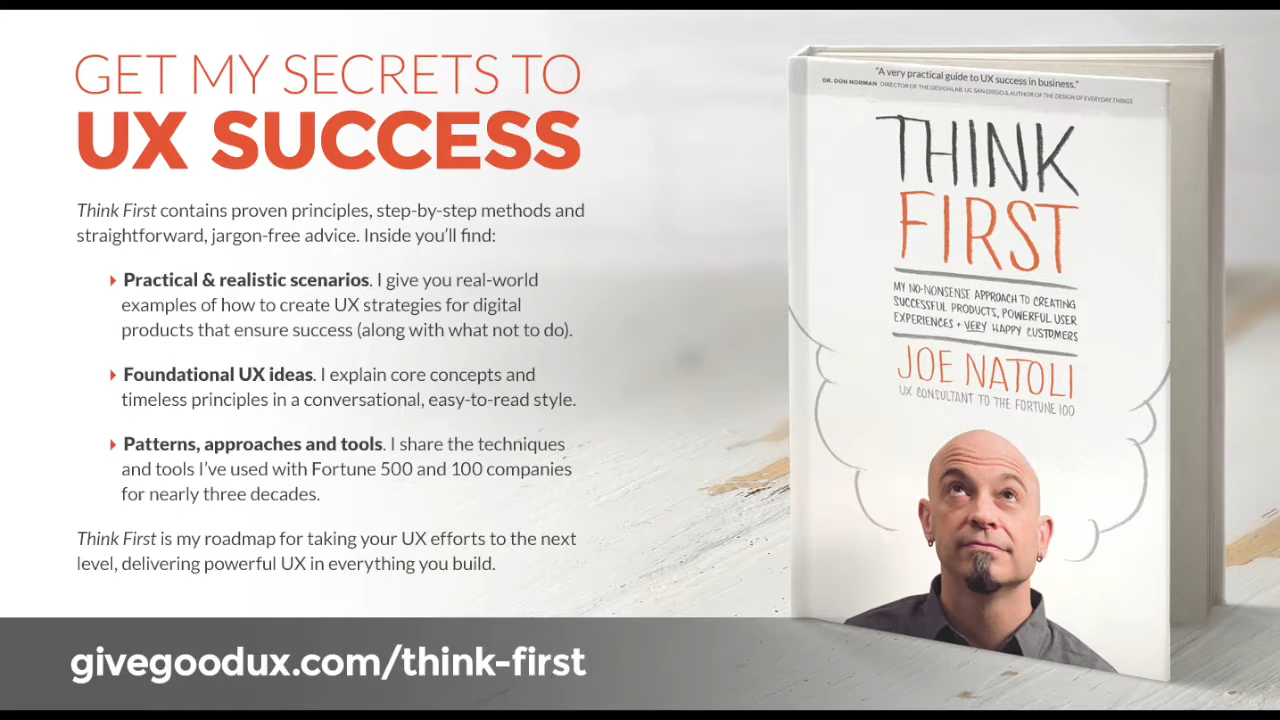 GET MY SECRETS TO
UX SUCCESS
Think First contains proven principles, step-by-step methods and
straightforward, jargon-free advice. Inside you'll find:
Practical & realistic scenarios. I give you real-world
examples of how to create UX strategies for digital
products that ensure success (along with what not to do).
Foundational UX ideas. I explain core concepts and
timeless principles in a conversational, easy-to-read style.
Patterns, approaches and tools. I share the techniques
and tools I've used with Fortune 500 and 100 companies
for nearly three decades.
Think First is my roadmap for taking your UX efforts to the next
level, delivering powerful UX in everything you build.
givegoodux.com/think-first
"A very practical guide to UX success in business."
DR. DON NORMAN, DIRECTOR OF THE DESIGNLAB, UC SAN DIEGO & AUTHOR OF THE DESIGN OF EVERYDAY THINGS
THINK
FIRST
MY NO-NONSENSE APPROACH TO CREATING
SUCCESSFUL PRODUCTS, POWERFUL USER
EXPERIENCES + VERY HAPPY CUSTOMERS
JOE NATOLI
UX CONSULTANT TO THE FORTUNE 100